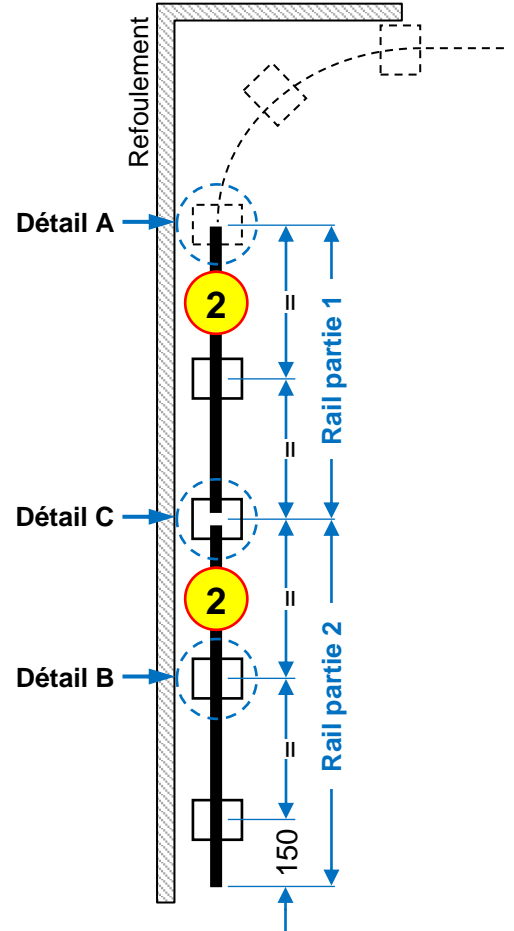 Refoulement
Détail A
2
=
Rail partie 1
=
Détail C
2
=
Rail partie 2
Détail B
=
150